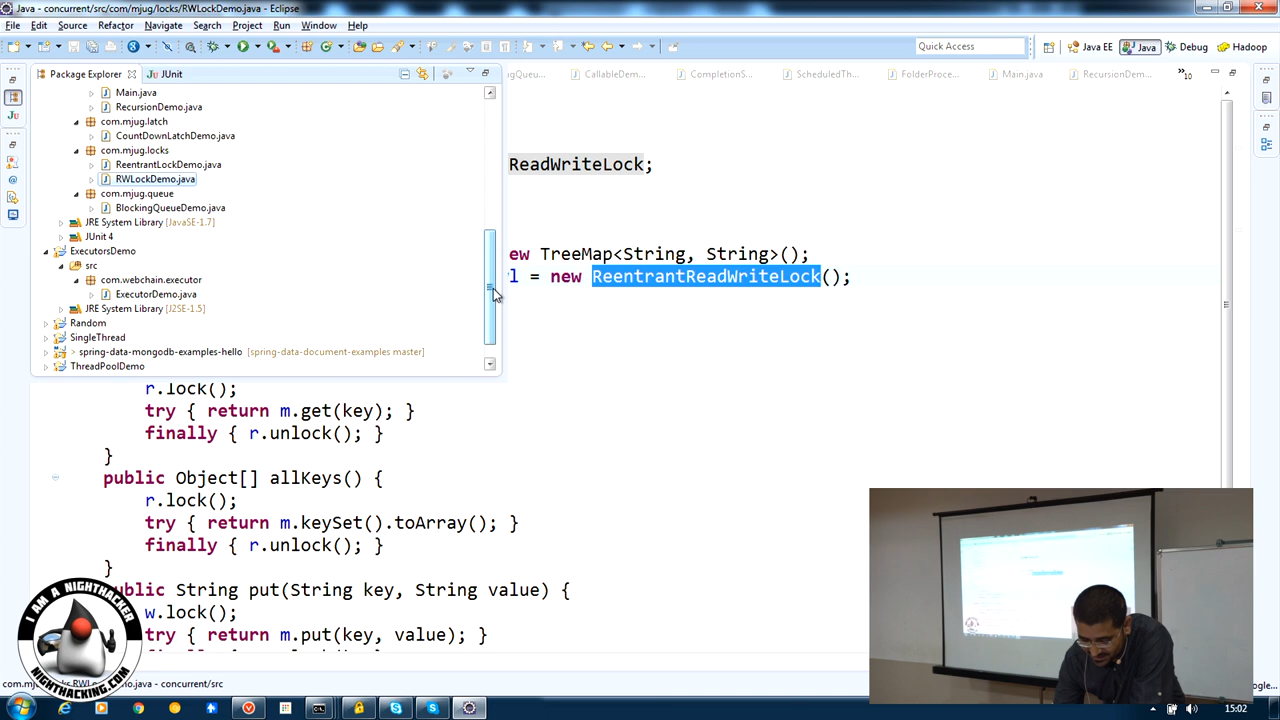 Java - concurrent/src/com/mjug/locks/RWLockDemo.java - Eclipse
File Edit Source Refactor Navigate Search Project Run Window Help
Quick Access
Java EE
Java
Debug
Hadoop
Package Explorer
JUnit
gQueu...
CallableDem...
CompletionS...
ScheduledTh...
FolderProce...
Main.java
RecursionDem...
»10
Main.java
RecursionDemo.java
com.mjug.latch
CountDownLatchDemo.java
com.mjug.locks
ReentrantLockDemo.java
RWLockDemo.java
com.mjug.queue
BlockingQueueDemo.java
JRE System Library [JavaSE-1.7]
JUnit 4
ExecutorsDemo
src
com.webchain.executor
ExecutorDemo.java
JRE System Library [J2SE-1.5]
Random
SingleThread
> spring-data-mongodb-examples-hello [spring-data-document-examples master]
ThreadPoolDemo
ReadWriteLock;
ew TreeMap<String, String>();
l = new ReentrantReadWriteLock();
r.lock();
try { return m.get(key); }
finally { r.unlock(); }
}
public Object[] allKeys() {
r.lock();
try { return m.keySet().toArray(); }
finally { r.unlock(); }
}
public String put(String key, String value) {
w.lock();
try { return m.put(key, value); }
I AM A NIGHTHACKER
NIGHTHACKING.COM
ogle...
15:02